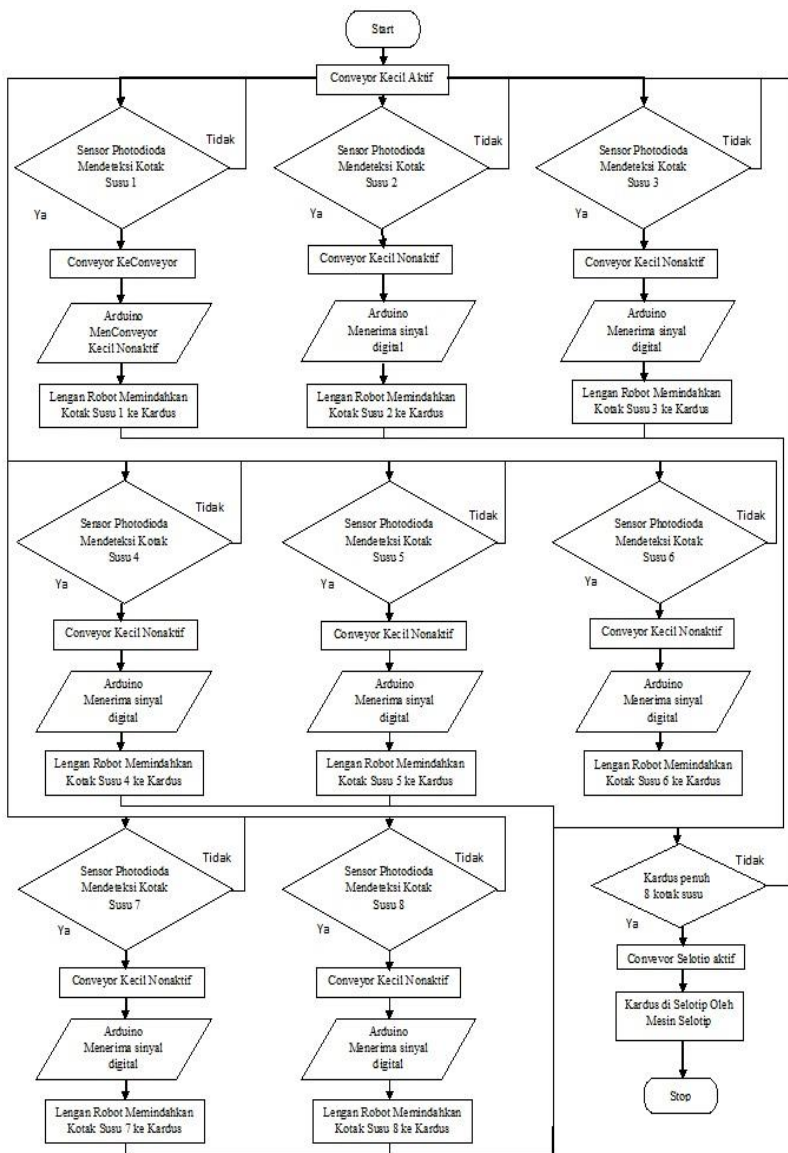 Start
Conveyor Kecil Aktif
Sensor Photodioda
Mendeteksi Kotak
Susu 1
Tidak
Ya
Conveyor KeConveyor
Arduino
MenConveyor
Kecil Nonaktif
Lengan Robot Memindahkan
Kotak Susu 1 ke Kardus
Sensor Photodioda
Mendeteksi Kotak
Susu 2
Tidak
Ya
Conveyor Kecil Nonaktif
Arduino
Menerima sinyal
digital
Lengan Robot Memindahkan
Kotak Susu 2 ke Kardus
Sensor Photodioda
Mendeteksi Kotak
Susu 3
Tidak
Ya
Conveyor Kecil Nonaktif
Arduino
Menerima sinyal
digital
Lengan Robot Memindahkan
Kotak Susu 3 ke Kardus
Sensor Photodioda
Mendeteksi Kotak
Susu 4
Tidak
Ya
Conveyor Kecil Nonaktif
Arduino
Menerima sinyal
digital
Lengan Robot Memindahkan
Kotak Susu 4 ke Kardus
Sensor Photodioda
Mendeteksi Kotak
Susu 5
Tidak
Ya
Conveyor Kecil Nonaktif
Arduino
Menerima sinyal
digital
Lengan Robot Memindahkan
Kotak Susu 5 ke Kardus
Sensor Photodioda
Mendeteksi Kotak
Susu 6
Tidak
Ya
Conveyor Kecil Nonaktif
Arduino
Menerima sinyal
digital
Lengan Robot Memindahkan
Kotak Susu 6 ke Kardus
Sensor Photodioda
Mendeteksi Kotak
Susu 7
Tidak
Ya
Conveyor Kecil Nonaktif
Arduino
Menerima sinyal
digital
Lengan Robot Memindahkan
Kotak Susu 7 ke Kardus
Sensor Photodioda
Mendeteksi Kotak
Susu 8
Tidak
Ya
Conveyor Kecil Nonaktif
Arduino
Menerima sinyal
digital
Lengan Robot Memindahkan
Kotak Susu 8 ke Kardus
Kardus penuh
8 kotak susu
Tidak
Ya
Conveyor Selotip aktif
Kardus di Selotip Oleh
Mesin Selotip
Stop